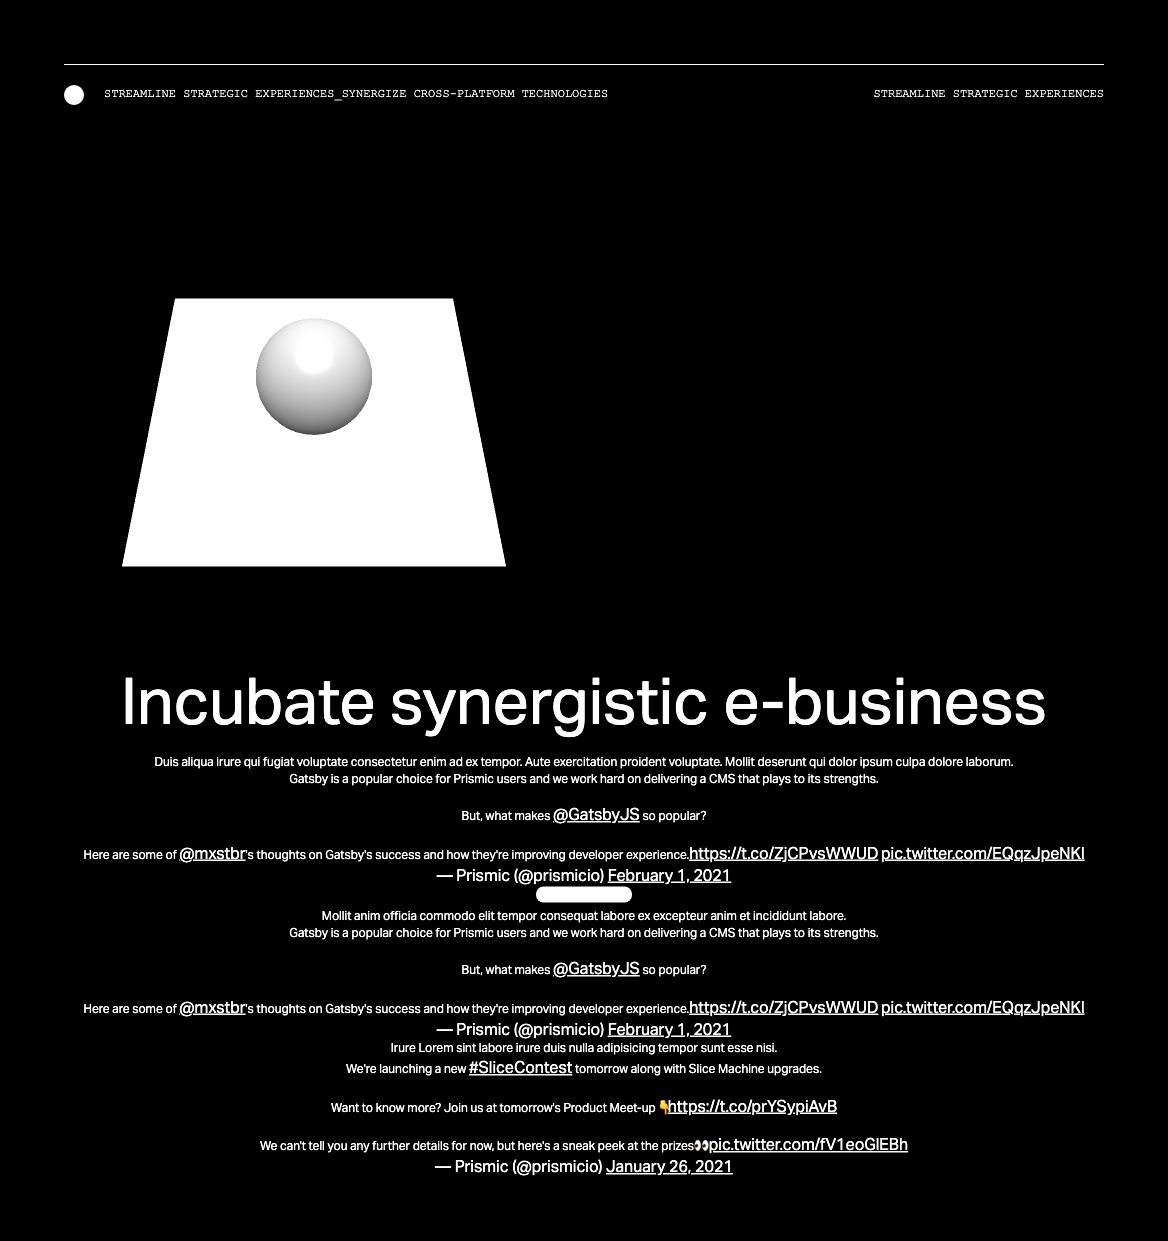 STREAMLINE STRATEGIC EXPERIENCES_SYNERGIZE CROSS-PLATFORM TECHNOLOGIES
STREAMLINE STRATEGIC EXPERIENCES
Incubate synergistic e-business
Duis aliqua irure qui fugiat voluptate consectetur enim ad ex tempor. Aute exercitation proident voluptate. Mollit deserunt qui dolor ipsum culpa dolore laborum.
Gatsby is a popular choice for Prismic users and we work hard on delivering a CMS that plays to its strengths.
But, what makes @GatsbyJS so popular?
Here are some of @mxstbr's thoughts on Gatsby's success and how they're improving developer experience.https://t.co/ZjCPvsWWUD pic.twitter.com/EQqzJpeNKl
— Prismic (@prismicio) February 1, 2021
Mollit anim officia commodo elit tempor consequat labore ex excepteur anim et incididunt labore.
Gatsby is a popular choice for Prismic users and we work hard on delivering a CMS that plays to its strengths.
But, what makes @GatsbyJS so popular?
Here are some of @mxstbr's thoughts on Gatsby's success and how they're improving developer experience.https://t.co/ZjCPvsWWUD pic.twitter.com/EQqzJpeNKl
— Prismic (@prismicio) February 1, 2021
Irure Lorem sint labore irure duis nulla adipisicing tempor sunt esse nisi.
We're launching a new #SliceContest tomorrow along with Slice Machine upgrades.
Want to know more? Join us at tomorrow's Product Meet-up 👇https://t.co/prYSypiAvB
We can't tell you any further details for now, but here's a sneak peek at the prizes👀pic.twitter.com/fV1eoGlEBh
— Prismic (@prismicio) January 26, 2021